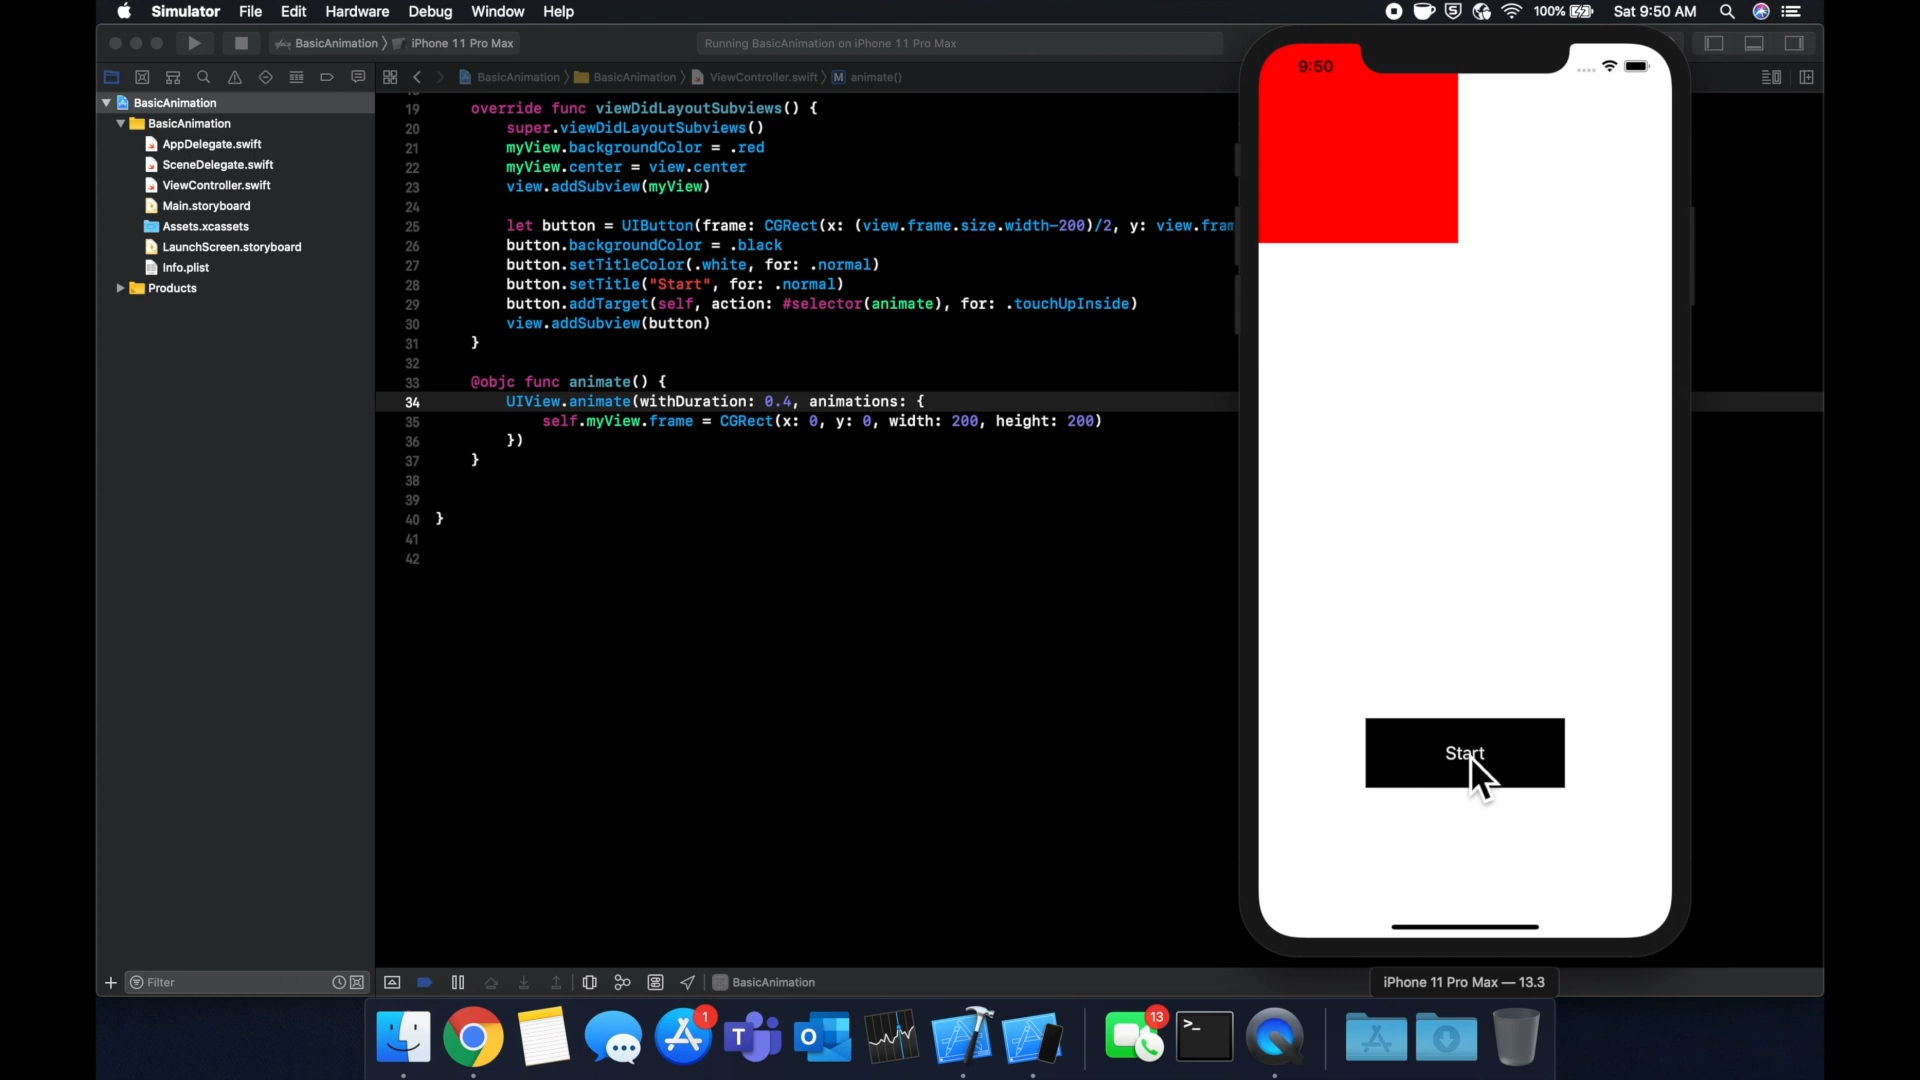 Simulator File Edit Hardware Debug Window Help
100% Sat 9:50 AM
BasicAnimation iPhone 11 Pro Max
Running BasicAnimation on iPhone 11 Pro Max
BasicAnimation BasicAnimation ViewController.swift M animate()
BasicAnimation
BasicAnimation
AppDelegate.swift
SceneDelegate.swift
ViewController.swift
Main.storyboard
Assets.xcassets
LaunchScreen.storyboard
Info.plist
Products
19 override func viewDidLayoutSubviews() {
20 super.viewDidLayoutSubviews()
21 myView.backgroundColor = .red
22 myView.center = view.center
23 view.addSubview(myView)
24
25 let button = UIButton(frame: CGRect(x: (view.frame.size.width-200)/2, y: view.fram
26 button.backgroundColor = .black
27 button.setTitleColor(.white, for: .normal)
28 button.setTitle("Start", for: .normal)
29 button.addTarget(self, action: #selector(animate), for: .touchUpInside)
30 view.addSubview(button)
31 }
32
33 @objc func animate() {
34 UIView.animate(withDuration: 0.4, animations: {
35 self.myView.frame = CGRect(x: 0, y: 0, width: 200, height: 200)
36 })
37 }
38
39
40 }
41
42
9:50
Start
Filter
BasicAnimation
iPhone 11 Pro Max — 13.3
1
T
O
13
>_